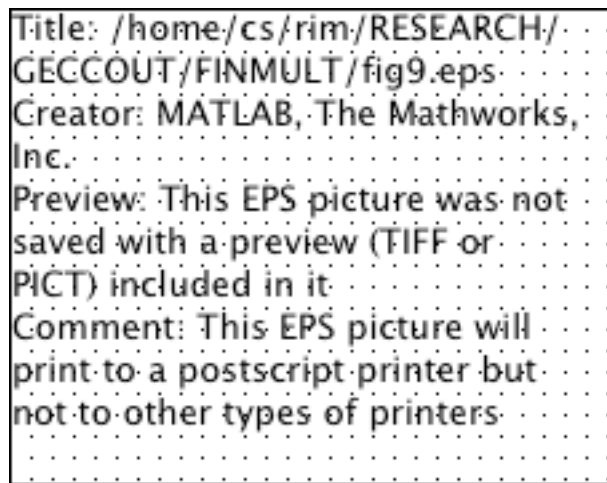 Title: /home/cs/rim/RESEARCH/
GECCOUT/FINMULT/fig9.eps
Creator: MATLAB, The Mathworks,
Inc.
Preview: This EPS picture was not
saved with a preview (TIFF or
PICT) included in it
Comment: This EPS picture will
print to a postscript printer but
not to other types of printers